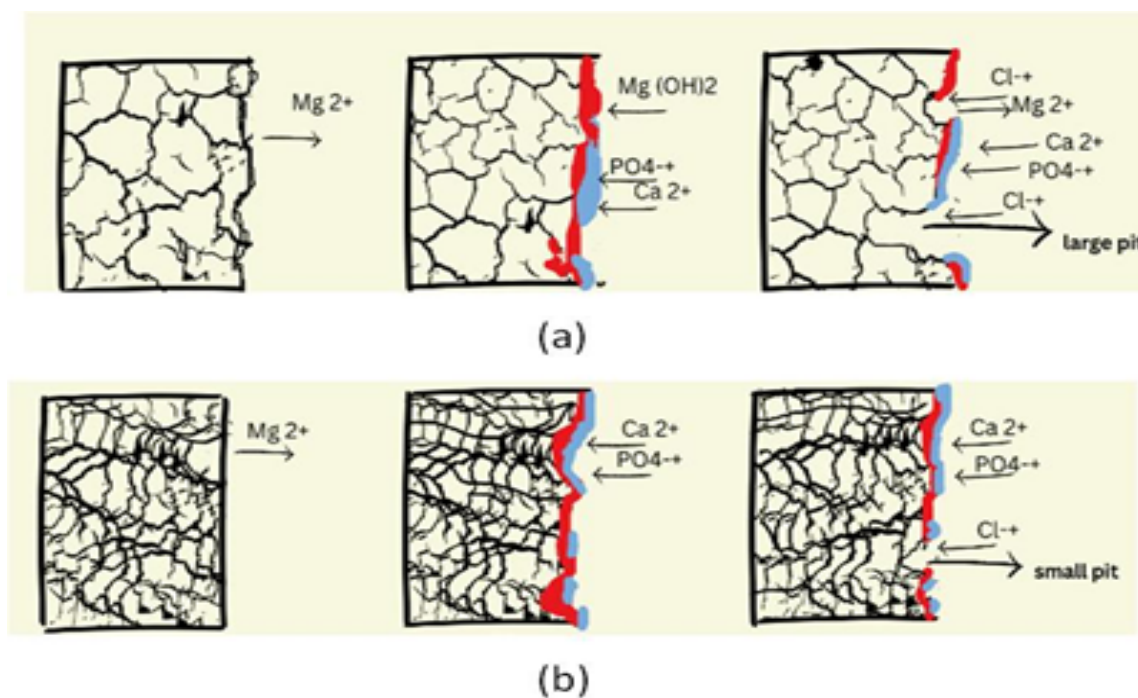 Mg 2+
Mg (OH)2
PO4-+
Ca 2+
Cl-+
Mg 2+
Ca 2+
PO4-+
Cl-+
large pit
(a)
Mg 2+
Ca 2+
PO4-+
Ca 2+
PO4-+
Cl-+
small pit
(b)